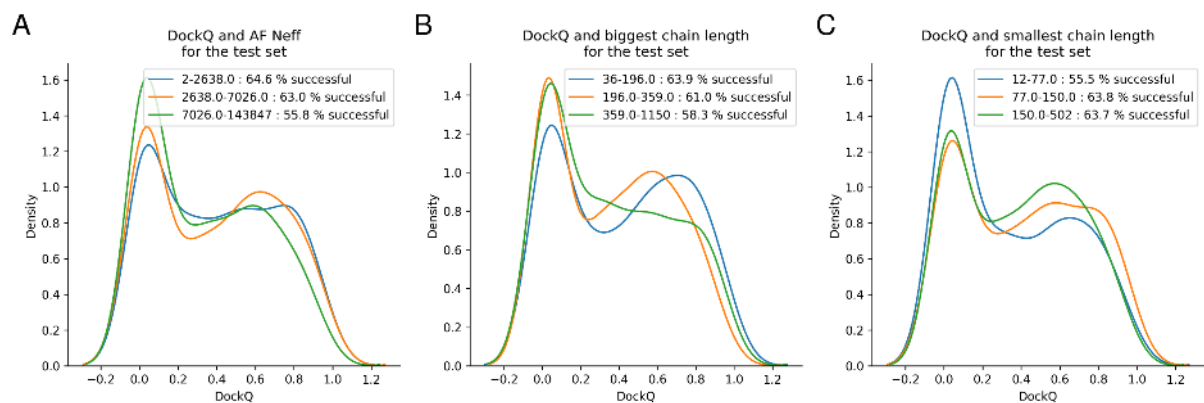 A
DockQ and AF Neff
for the test set
2-2638.0 : 64.6 % successful
2638.0-7026.0 : 63.0 % successful
7026.0-143847 : 55.8 % successful
1.6
1.4
1.2
1.0
0.8
0.6
0.4
0.2
0.0
Density
−0.2 0.0 0.2 0.4 0.6 0.8 1.0 1.2
DockQ
B
DockQ and biggest chain length
for the test set
36-196.0 : 63.9 % successful
196.0-359.0 : 61.0 % successful
359.0-1150 : 58.3 % successful
1.4
1.2
1.0
0.8
0.6
0.4
0.2
0.0
Density
−0.2 0.0 0.2 0.4 0.6 0.8 1.0 1.2
DockQ
C
DockQ and smallest chain length
for the test set
12-77.0 : 55.5 % successful
77.0-150.0 : 63.8 % successful
150.0-502 : 63.7 % successful
1.6
1.4
1.2
1.0
0.8
0.6
0.4
0.2
0.0
Density
−0.2 0.0 0.2 0.4 0.6 0.8 1.0 1.2
DockQ